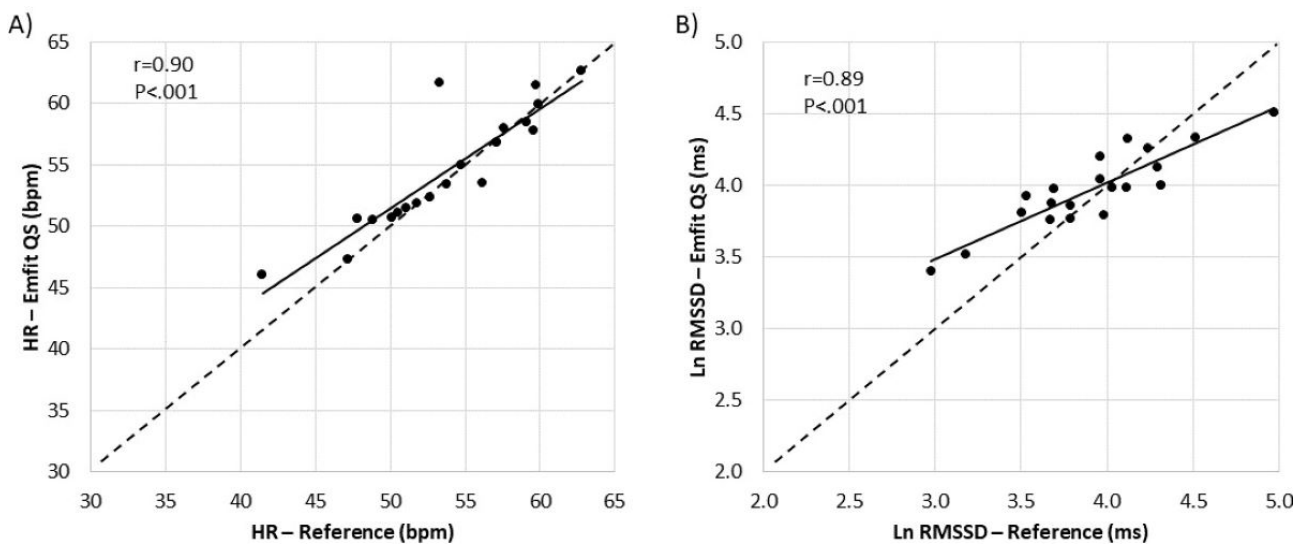 A)
65
60
55
50
45
40
35
30
r=0.90
P<.001
HR – Emfit QS (bpm)
30 35 40 45 50 55 60 65
HR – Reference (bpm)
B)
5.0
4.5
4.0
3.5
3.0
2.5
2.0
r=0.89
P<.001
Ln RMSSD – Emfit QS (ms)
2.0 2.5 3.0 3.5 4.0 4.5 5.0
Ln RMSSD – Reference (ms)